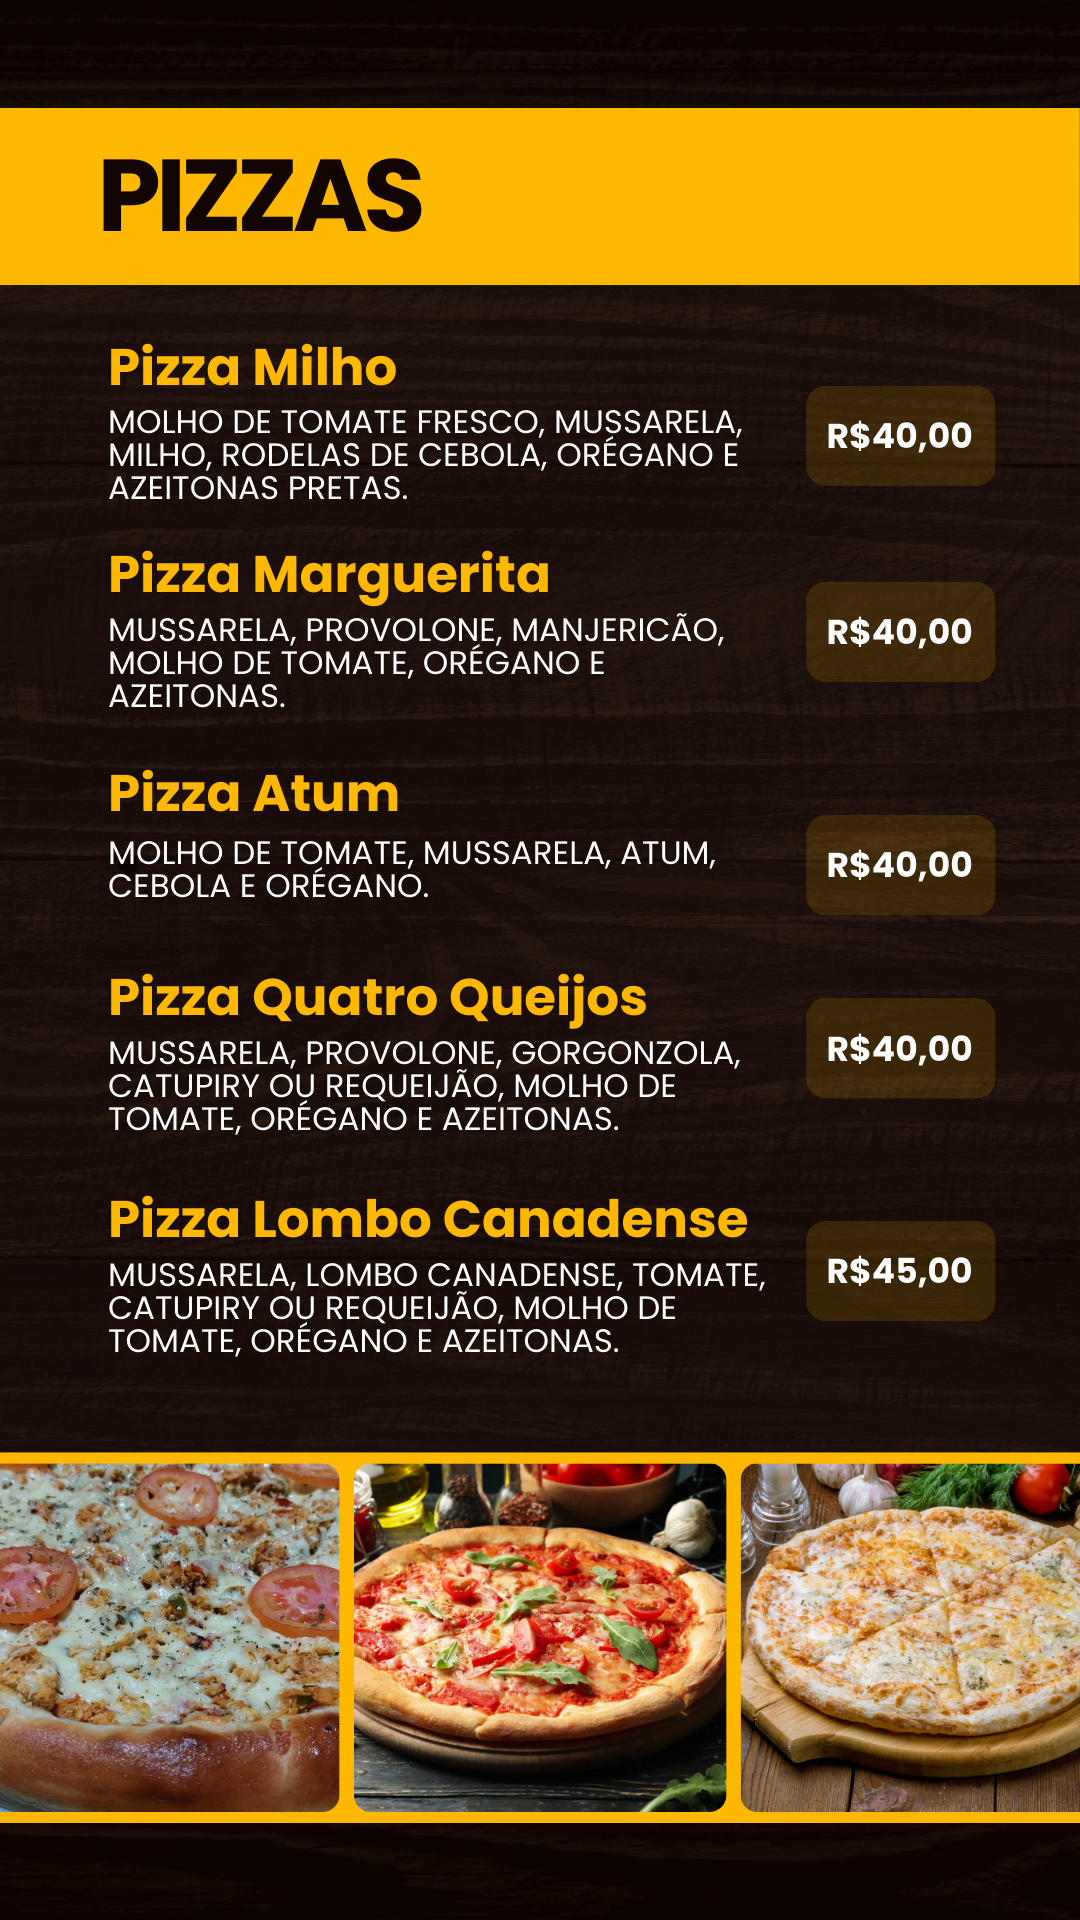 PIZZAS
Pizza Milho
MOLHO DE TOMATE FRESCO, MUSSARELA,
MILHO, RODELAS DE CEBOLA, ORÉGANO E
AZEITONAS PRETAS.
R$40,00
Pizza Marguerita
MUSSARELA, PROVOLONE, MANJERICÃO,
MOLHO DE TOMATE, ORÉGANO E
AZEITONAS.
R$40,00
Pizza Atum
MOLHO DE TOMATE, MUSSARELA, ATUM,
CEBOLA E ORÉGANO.
R$40,00
Pizza Quatro Queijos
MUSSARELA, PROVOLONE, GORGONZOLA,
CATUPIRY OU REQUEIJÃO, MOLHO DE
TOMATE, ORÉGANO E AZEITONAS.
R$40,00
Pizza Lombo Canadense
MUSSARELA, LOMBO CANADENSE, TOMATE,
CATUPIRY OU REQUEIJÃO, MOLHO DE
TOMATE, ORÉGANO E AZEITONAS.
R$45,00